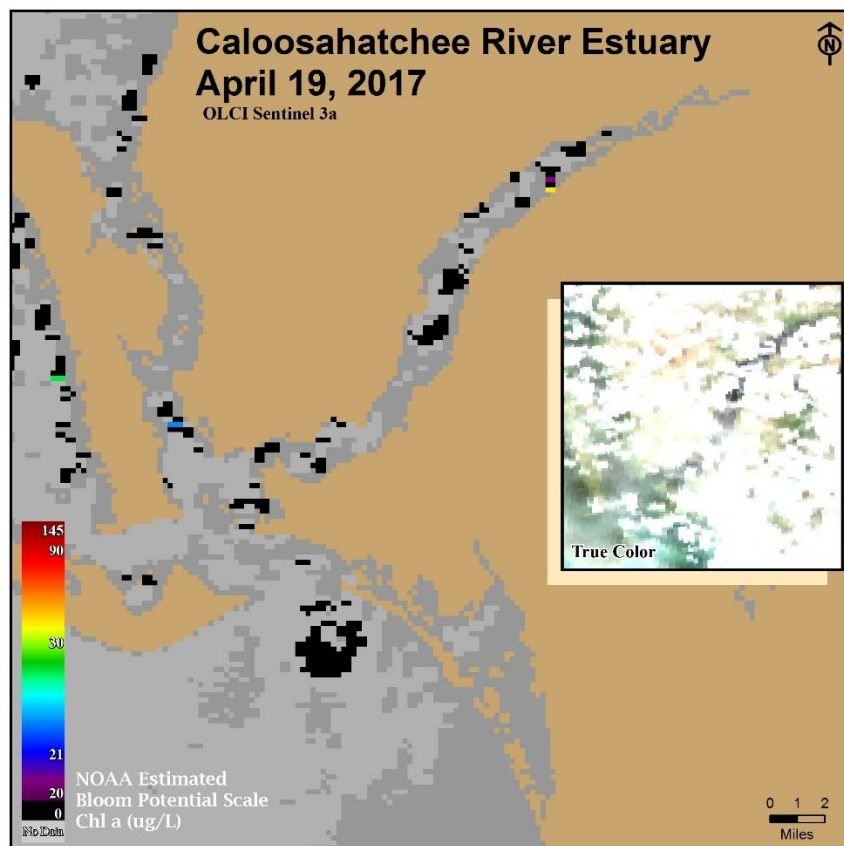 Caloosahatchee River Estuary
April 19, 2017
OLCI Sentinel 3a
N
True Color
145
90
30
21
20
0
No Data
NOAA Estimated
Bloom Potential Scale
Chl a (ug/L)
0 1 2
Miles